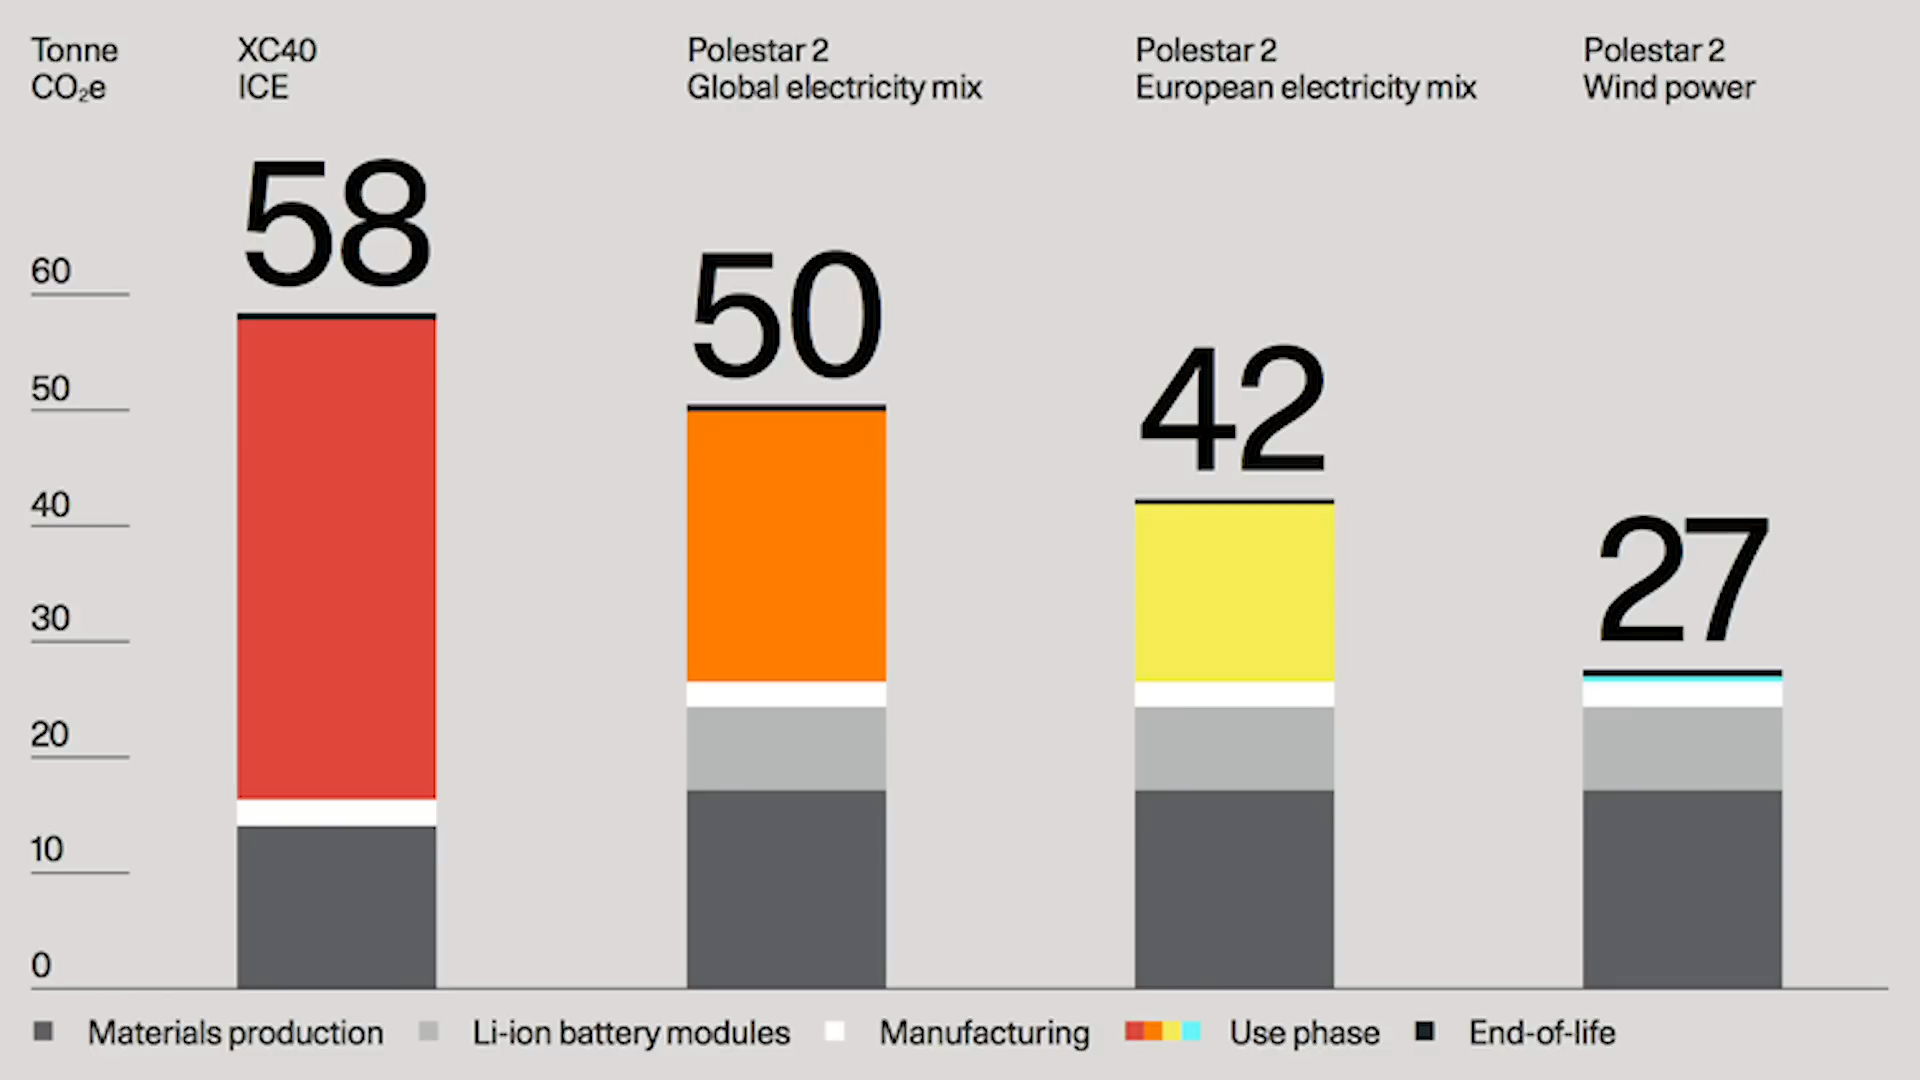 Tonne
CO₂e
XC40
ICE
Polestar 2
Global electricity mix
Polestar 2
European electricity mix
Polestar 2
Wind power
58
50
42
27
60
50
40
30
20
10
0
Materials production
Li-ion battery modules
Manufacturing
Use phase
End-of-life